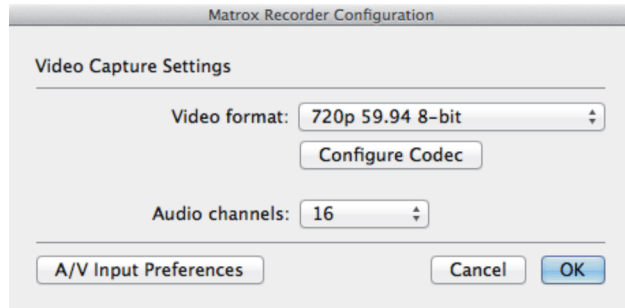 Matrox Recorder Configuration
Video Capture Settings
Video format: 720p 59.94 8-bit
Configure Codec
Audio channels: 16
A/V Input Preferences Cancel OK